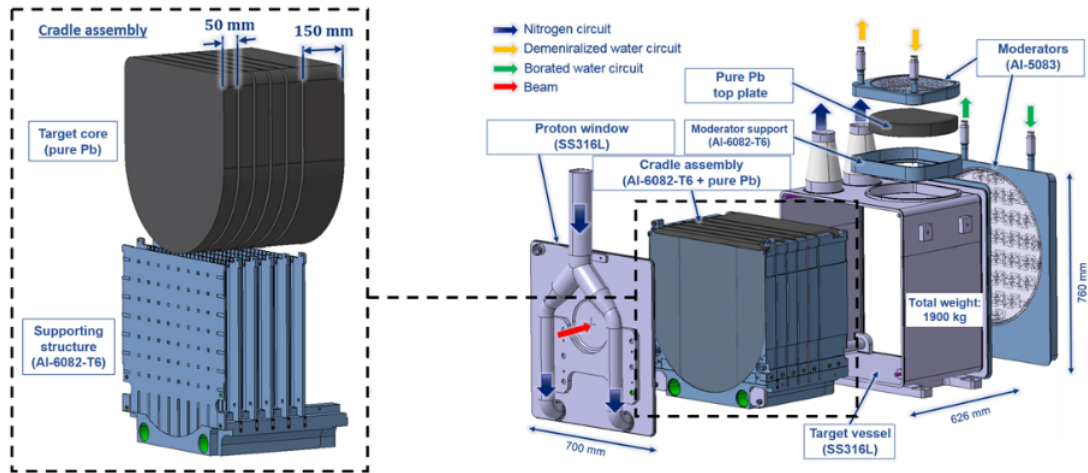 Cradle assembly
50 mm
150 mm
Target core
(pure Pb)
Supporting
structure
(Al-6082-T6)
Nitrogen circuit
Demeniralized water circuit
Borated water circuit
Beam
Proton window
(SS316L)
Pure Pb
top plate
Moderator support
(Al-6082-T6)
Cradle assembly
(Al-6082-T6 + pure Pb)
Moderators
(Al-5083)
Total weight:
1900 kg
760 mm
626 mm
700 mm
Target vessel
(SS316L)